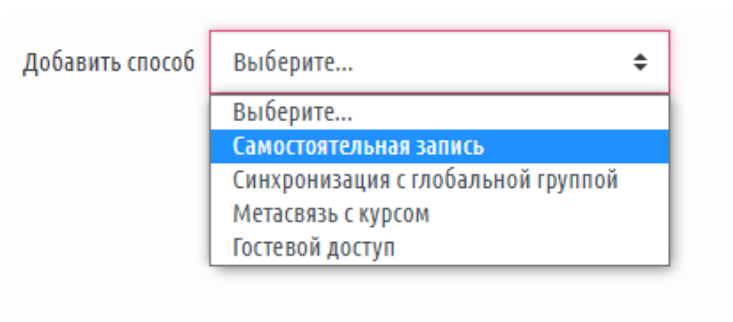 Добавить способ Выберите...
Выберите...
Самостоятельная запись
Синхронизация с глобальной группой
Метасвязь с курсом
Гостевой доступ